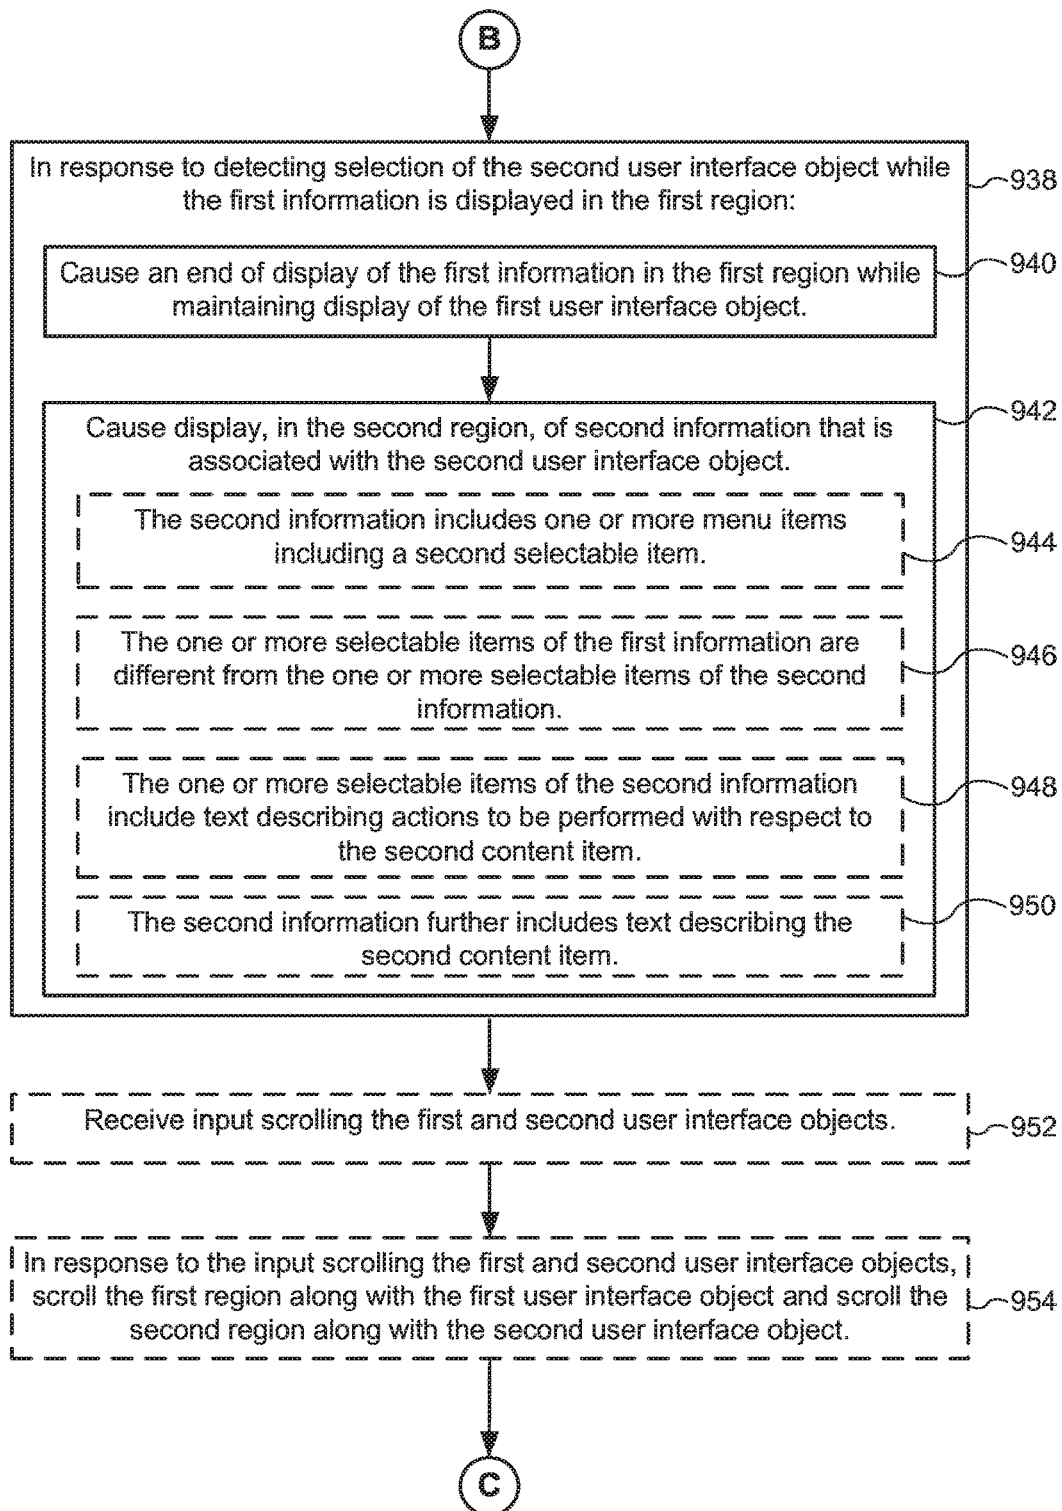 B
In response to detecting selection of the second user interface object while
the first information is displayed in the first region:
938
Cause an end of display of the first information in the first region while
maintaining display of the first user interface object.
940
Cause display, in the second region, of second information that is
associated with the second user interface object.
942
The second information includes one or more menu items
including a second selectable item.
944
The one or more selectable items of the first information are
different from the one or more selectable items of the second
information.
946
The one or more selectable items of the second information
include text describing actions to be performed with respect to
the second content item.
948
The second information further includes text describing the
second content item.
950
Receive input scrolling the first and second user interface objects.
952
In response to the input scrolling the first and second user interface objects,
scroll the first region along with the first user interface object and scroll the
second region along with the second user interface object.
954
C